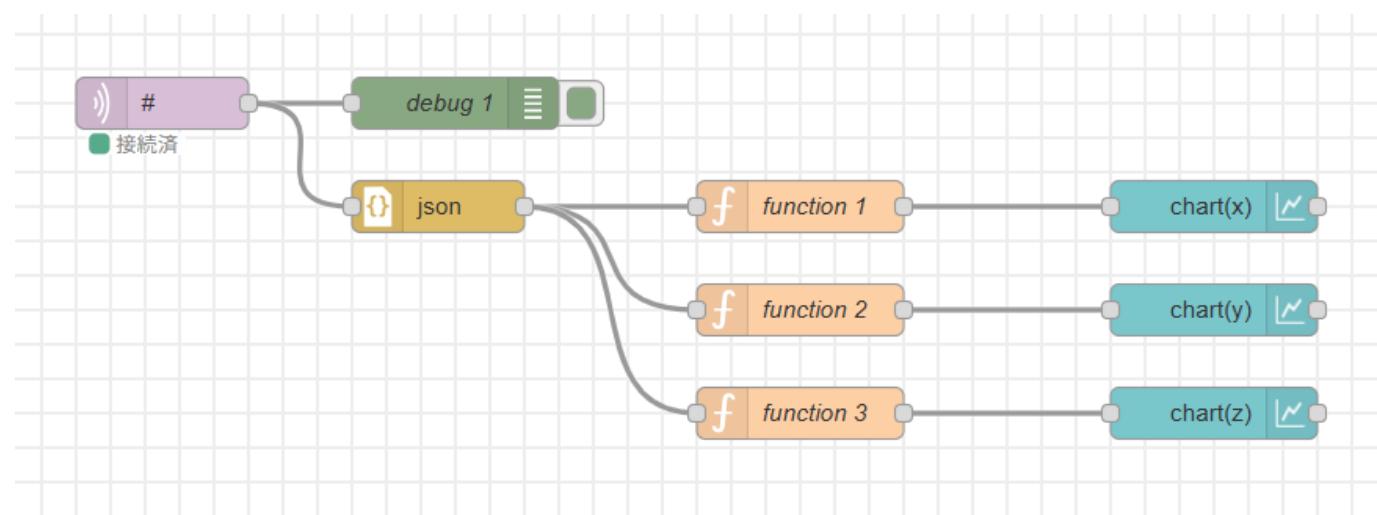 #
debug 1
接続済
json
function 1
chart(x)
function 2
chart(y)
function 3
chart(z)